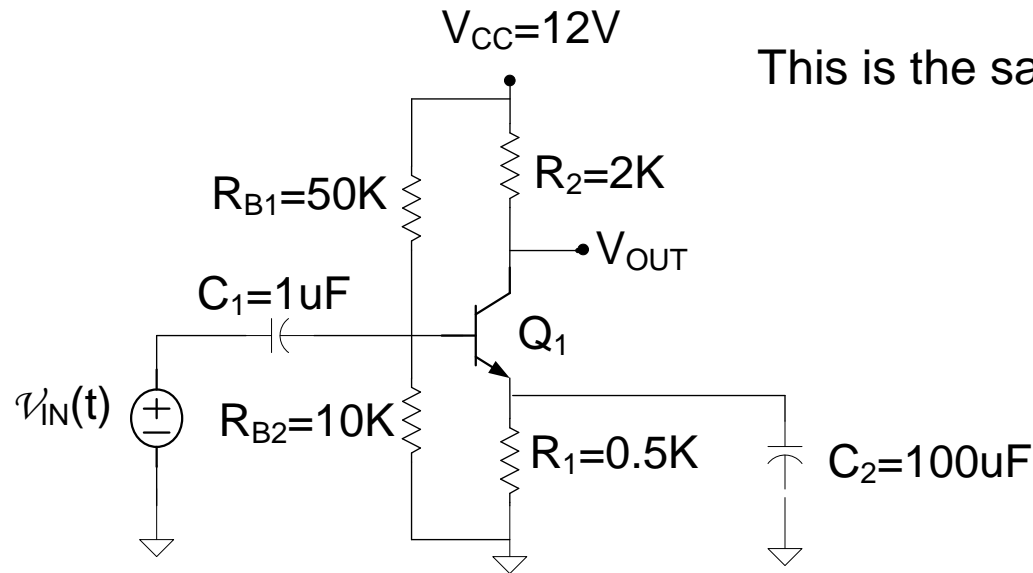 V_CC=12V
This is the
R_B1=50K
R_2=2K
V_OUT
C_1=1uF
Q_1
𝒱_IN(t)
R_B2=10K
R_1=0.5K
C_2=100uF